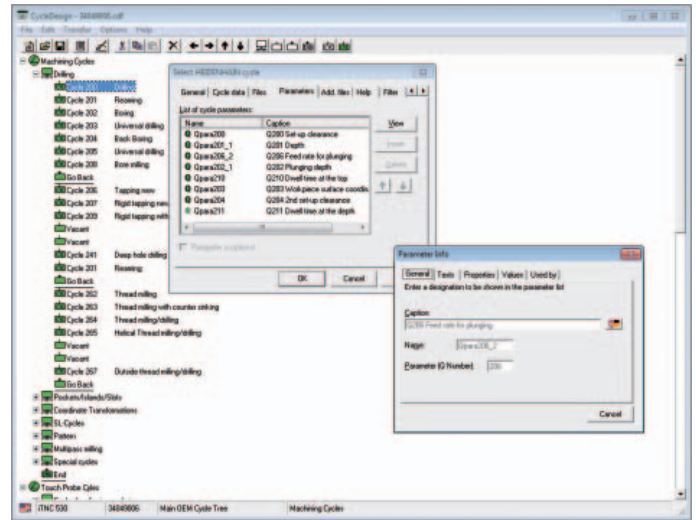 CycleDesign - 34049006.cdf
File Edit Transfer Options Help
Machining Cycles
Drilling
Cycle 200 Drilling
Cycle 201 Reaming
Cycle 202 Boring
Cycle 203 Universal drilling
Cycle 204 Back Boring
Cycle 205 Universal drilling
Cycle 208 Bore milling
Go Back
Cycle 206 Tapping new
Cycle 207 Rigid tapping new
Cycle 209 Rigid tapping with
Vacant
Vacant
Cycle 241 Deep hole drilling
Cycle 201 Reaming
Go Back
Cycle 262 Thread milling
Cycle 263 Thread milling with counter sinking
Cycle 264 Thread milling/drilling
Cycle 265 Helical Thread milling/drilling
Vacant
Vacant
Cycle 267 Outside thread milling/drilling
Go Back
Pockets/Islands/Slots
Coordinate Transformations
SL-Cycles
Pattern
Multipass milling
Special cycles
End
Touch Probe Cycles
Select HEIDENHAIN cycle
General Cycle data Files Parameters Add. files Help Filter
List of cycle parameters:
Name Caption
Qpara200 Q200 Set-up clearance
Qpara201_1 Q201 Depth
Qpara206_2 Q206 Feed rate for plunging
Qpara202_1 Q202 Plunging depth
Qpara210 Q210 Dwell time at the top
Qpara203 Q203 Workpiece surface coordin
Qpara204 Q204 2nd set-up clearance
Qpara211 Q211 Dwell time at the depth
View
Insert
Delete
Parameter is optional
OK Cancel
Parameter Info
General Texts Properties Values Used by
Enter a designation to be shown in the parameter list
Caption:
Q206 Feed rate for plunging
Name: Qpara206_2
Parameter (Q Number) 206
Cancel
iTNC 530 34049006 Main OEM Cycle Tree Machining Cycles